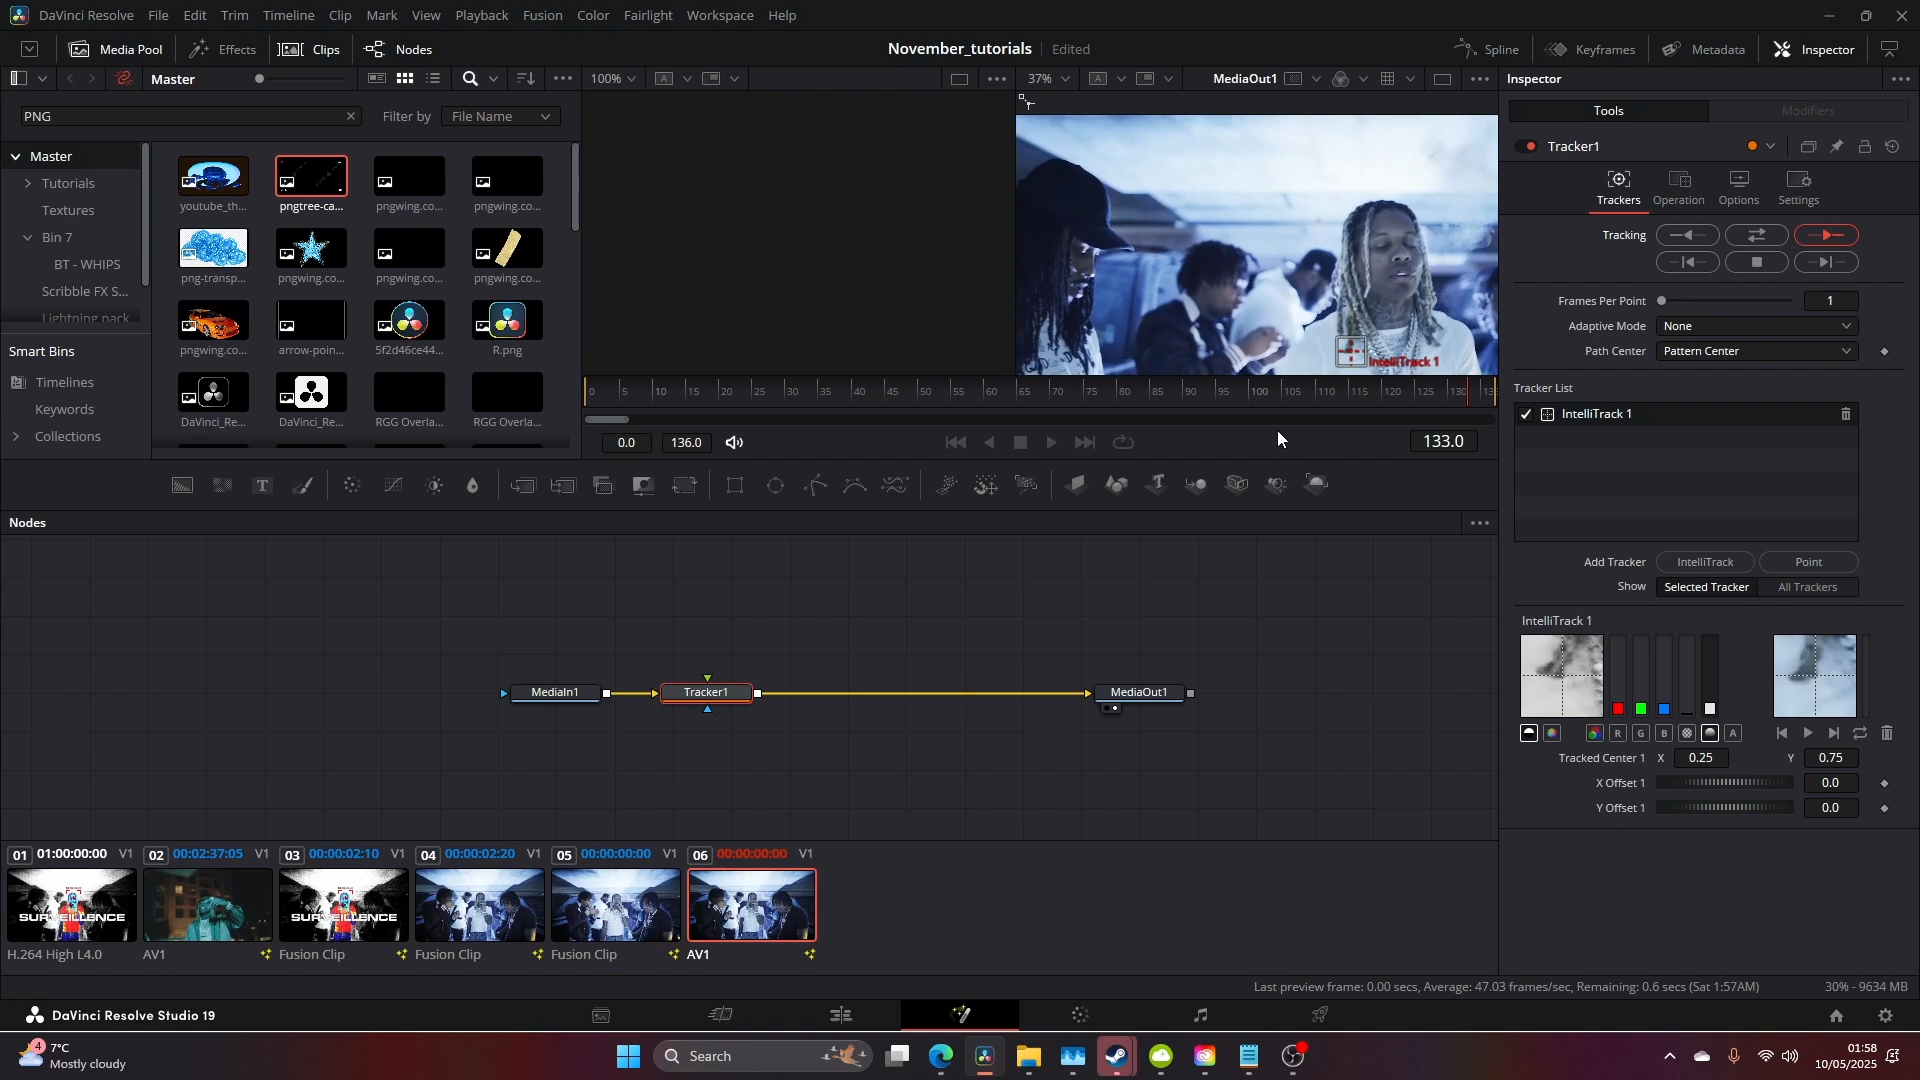 DaVinci Resolve File Edit Trim Timeline Clip Mark View Playback Fusion Color Fairlight Workspace Help
Media Pool Effects Clips Nodes November_tutorials Edited Spline Keyframes Metadata Inspector
Master 100% 37% MediaOut1 Inspector
PNG Filter by File Name
Tools Modifiers
Master
Tutorials
Textures
Bin 7
BT - WHIPS
Scribble FX S...
Lightning pack
Smart Bins
Timelines
Keywords
Collections
youtube_th... pngtree-ca... pngwing.co... pngwing.co...
png-transp... pngwing.co... pngwing.co... pngwing.co...
pngwing.co... arrow-poin... 5f2d46ce44... R.png
DaVinci_Re... DaVinci_Re... RGG Overla... RGG Overla...
IntelliTrack 1
0 5 10 15 20 25 30 35 40 45 50 55 60 65 70 75 80 85 90 95 100 105 110 115 120 125 130
0.0 136.0 133.0
Tracker1
Trackers Operation Options Settings
Tracking
Frames Per Point 1
Adaptive Mode None
Path Center Pattern Center
Tracker List
IntelliTrack 1
Add Tracker IntelliTrack Point
Show Selected Tracker All Trackers
IntelliTrack 1
R G B A
Tracked Center 1 X 0.25 Y 0.75
X Offset 1 0.0
Y Offset 1 0.0
Nodes
MediaIn1 Tracker1 MediaOut1
01 01:00:00:00 V1 02 00:02:37:05 V1 03 00:00:02:10 V1 04 00:00:02:20 V1 05 00:00:00:00 V1 06 00:00:00:00 V1
SURVEILLENCE SURVEILLENCE
H.264 High L4.0 AV1 Fusion Clip Fusion Clip Fusion Clip AV1
Last preview frame: 0.00 secs, Average: 47.03 frames/sec, Remaining: 0.6 secs (Sat 1:57AM) 30% - 9634 MB
DaVinci Resolve Studio 19
4 7°C
Mostly cloudy
Search
01:58
10/05/2025